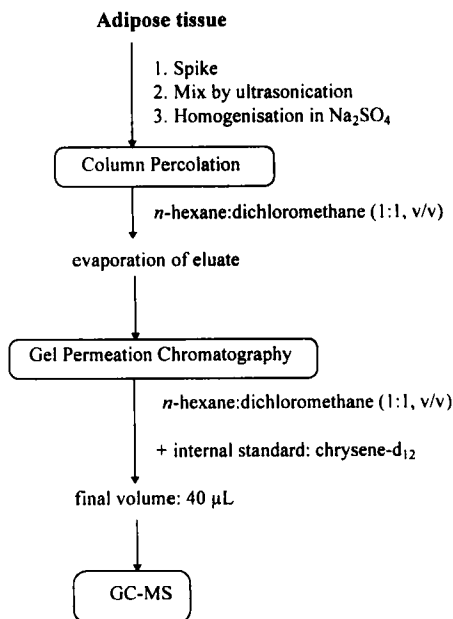 Adipose tissue
1. Spike
2. Mix by ultrasonication
3. Homogenisation in Na₂SO₄
Column Percolation
n-hexane:dichloromethane (1:1, v/v)
evaporation of eluate
Gel Permeation Chromatography
n-hexane:dichloromethane (1:1, v/v)
+ internal standard: chrysene-d₁₂
final volume: 40 µL
GC-MS